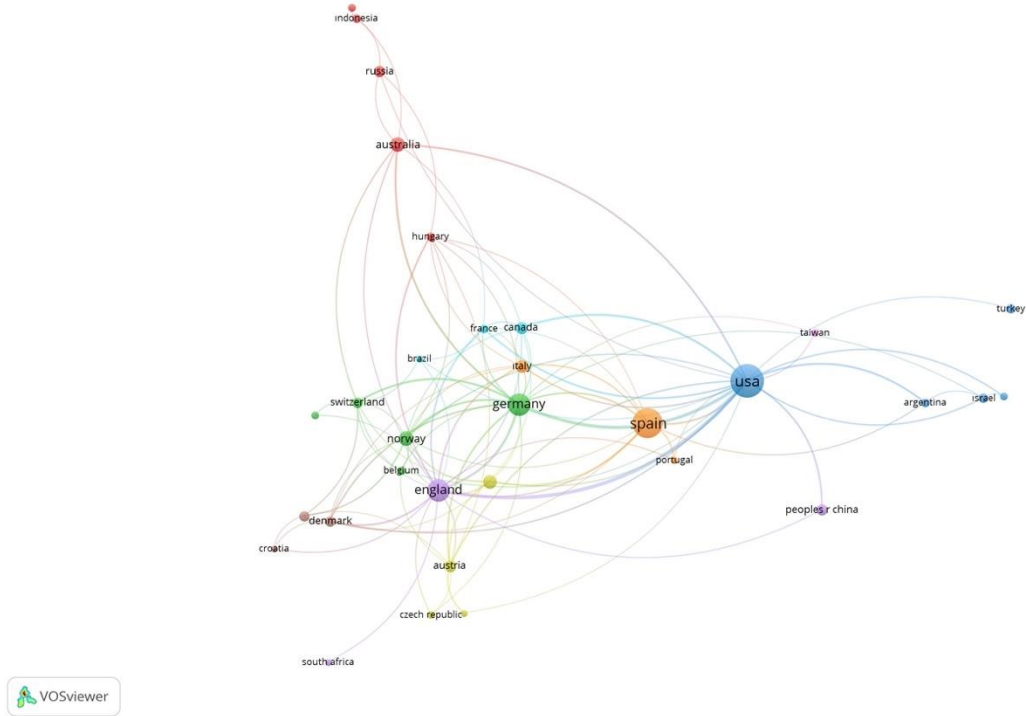 indonesia
russia
australia
hungary
turkey
france
canada
taiwan
brazil
italy
usa
switzerland
germany
argentina
israel
spain
norway
portugal
belgium
england
peoples r china
denmark
croatia
austria
czech republic
south africa
VOSviewer